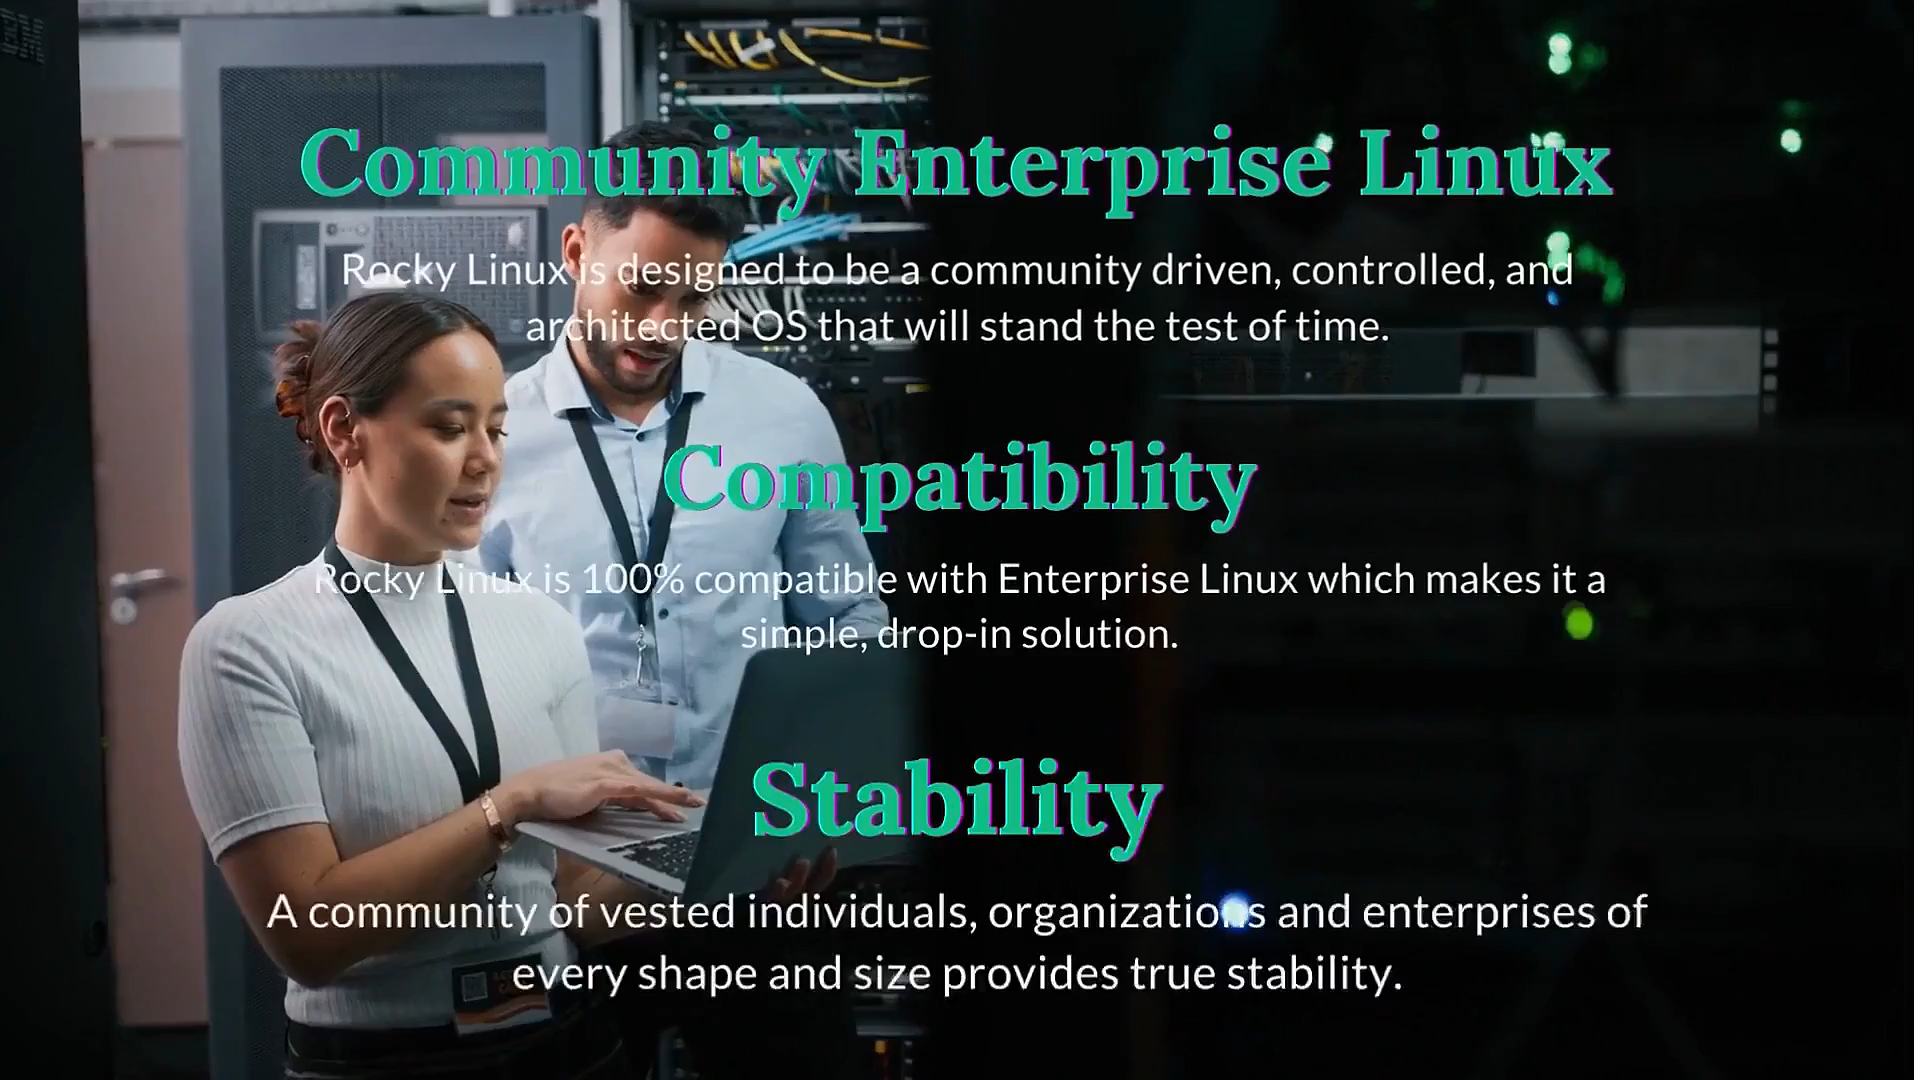 Community Enterprise Linux
Rocky Linux is designed to be a community driven, controlled, and
architected OS that will stand the test of time.
Compatibility
Rocky Linux is 100% compatible with Enterprise Linux which makes it a
simple, drop-in solution.
Stability
A community of vested individuals, organizations and enterprises of
every shape and size provides true stability.